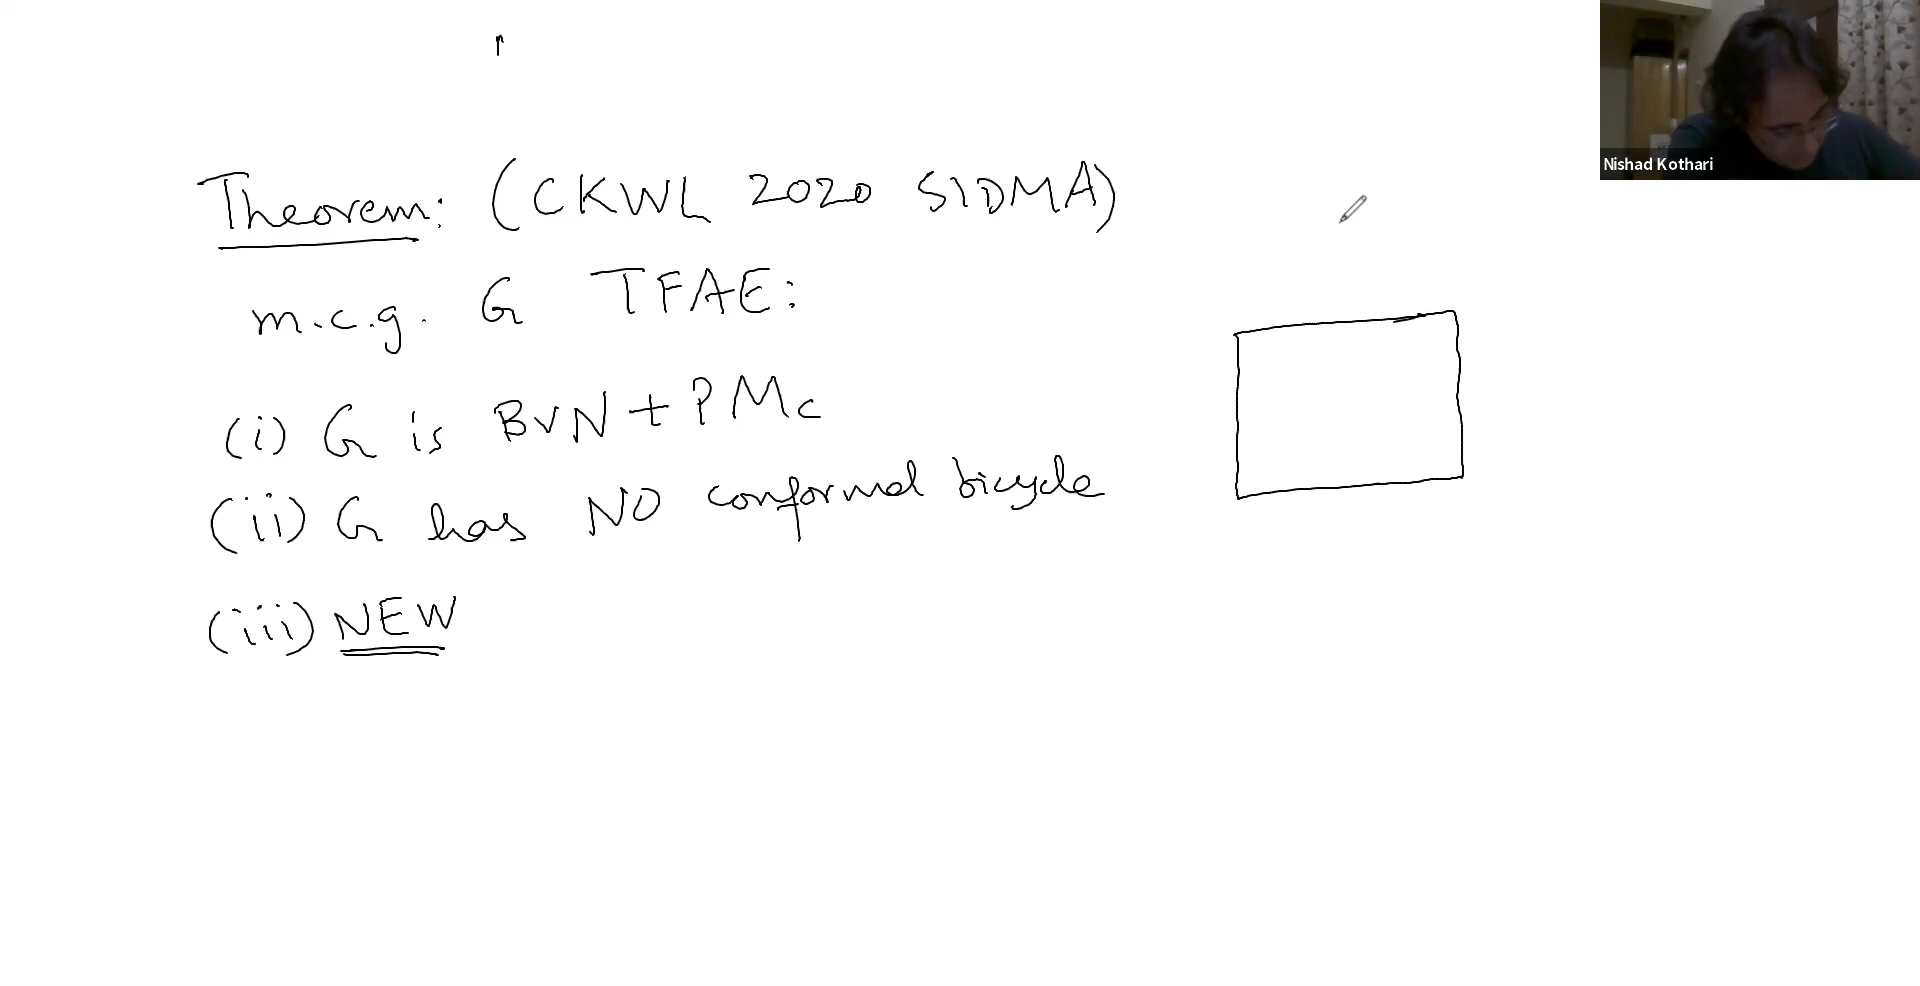 Theorem: (CKWL 2020 SIDMA)
m.c.g. G TFAE:
(i) G is BVN + PMc
(ii) G has NO conformal bicycle
(iii) NEW
Nishad Kothari